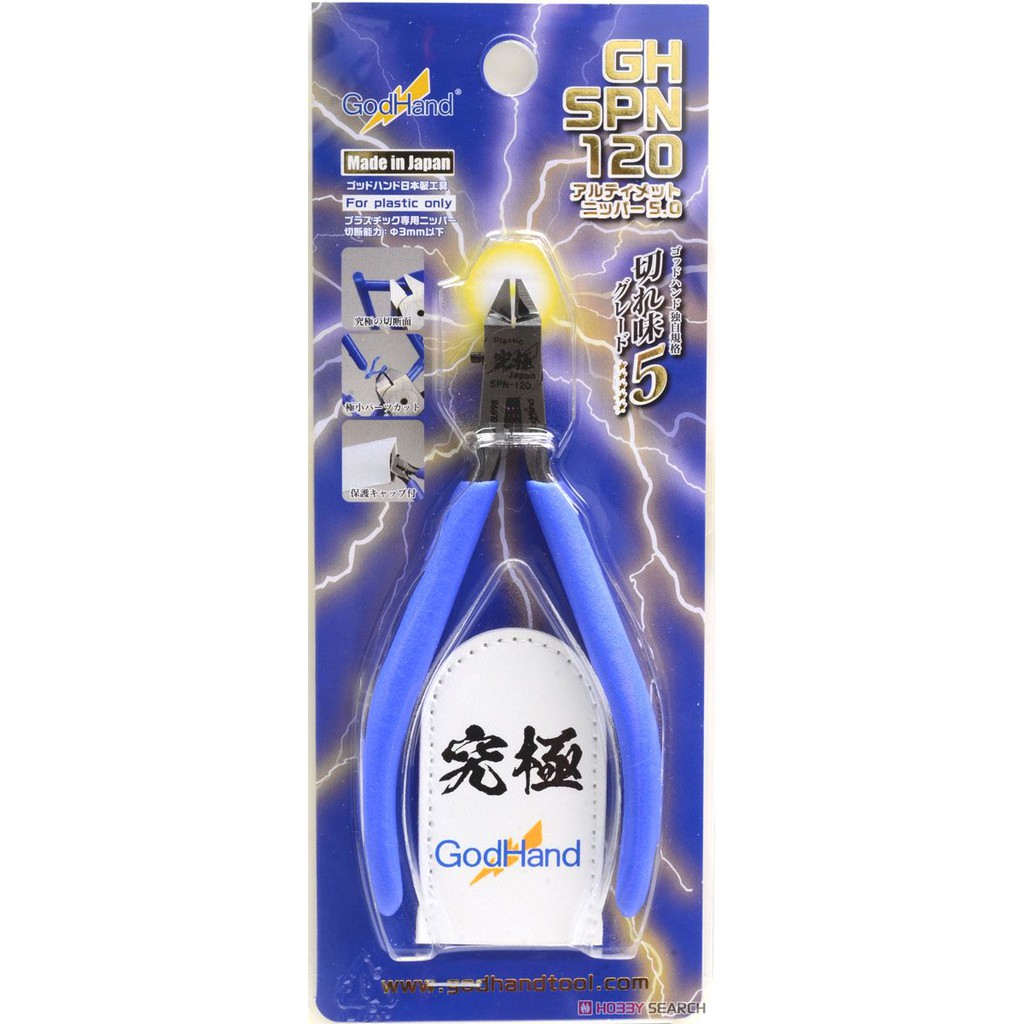 GodHand®
Made in Japan
ゴッドハンド日本製工具
For plastic only
プラスチック専用ニッパー
切断能力：Φ3mm以下
GH
SPN
120
アルティメット
ニッパー5.0
ゴッドハンド独自規格
切れ味
グレード
5
★★★★★
究極の切断面
極小パーツカット
保護キャップ付
Plastic
究極
Japan
SPN-120
究極
GodHand
www.godhandtool.com
HOBBY SEARCH